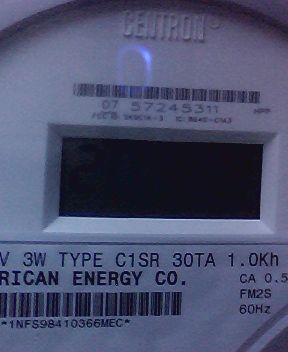 CENTRON®
07 57245311
V 3W TYPE C1SR 30TA 1.0Kh
RICAN ENERGY CO.
CA 0.5
FM2S
60Hz
*1NFS98410366MEC*